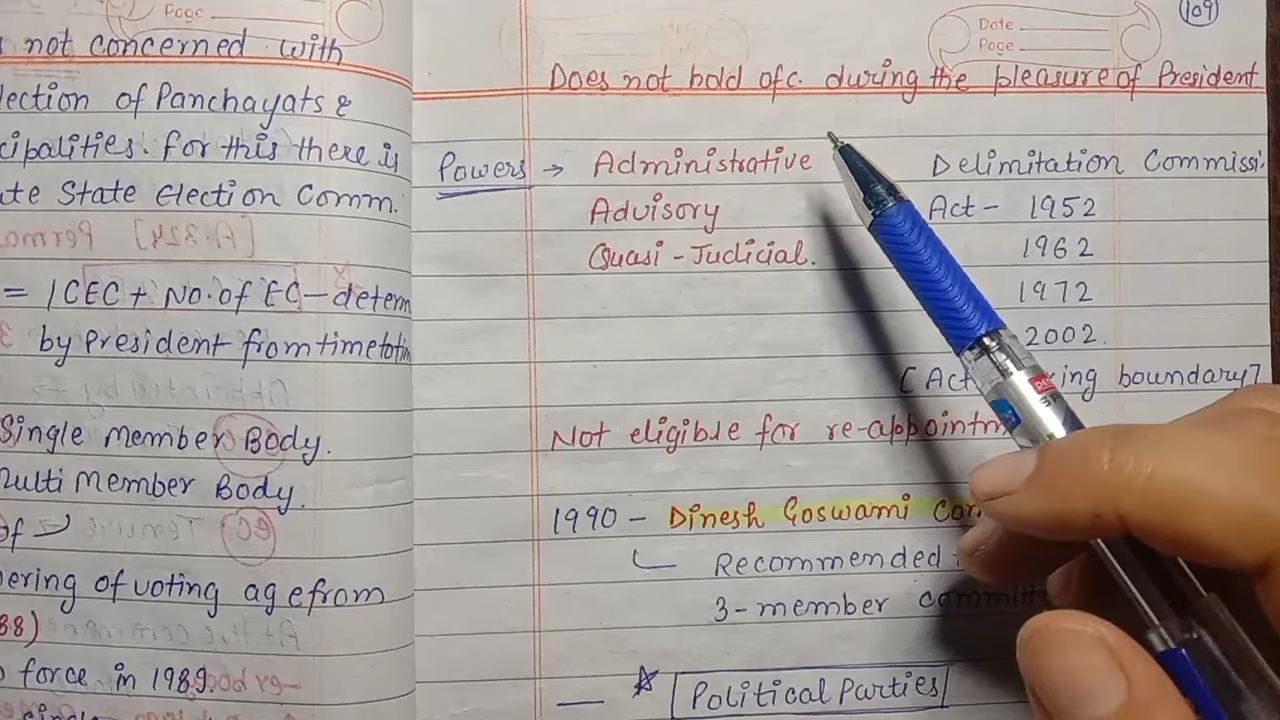 Page
not concerned with
lection of Panchayats &
cipalities. For this there is
te State Election Comm.
= 1CEC + No. of EC - determ
by President from time to tim
Single member Body.
Multi Member Body.
of
ering of voting age from
88)
force in 1989.
109
Date
Page
Does not hold ofc. during the pleasure of President
Powers → Administrative
Advisory
Quasi - Judicial.
Delimitation Commissi
Act - 1952
1962
1972
2002.
[Act ing boundary]
Not eligible for re-appointm
1990 - Dinesh Goswami Com
Recommended
3-member committ
Political Parties